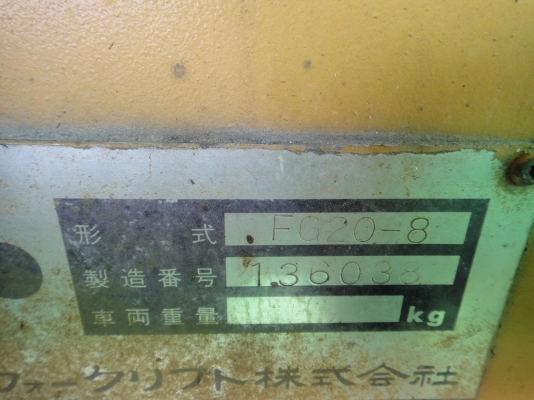 形式 FG20-8
製造番号 136038
車両重量 kg
フォークリフト株式会社